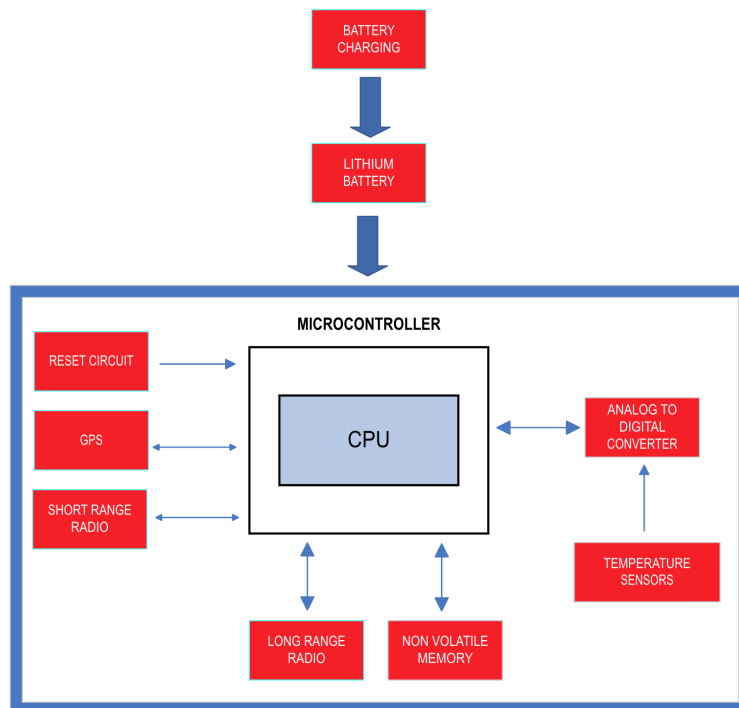 BATTERY
CHARGING
LITHIUM
BATTERY
MICROCONTROLLER
RESET CIRCUIT
GPS
SHORT RANGE
RADIO
CPU
ANALOG TO
DIGITAL
CONVERTER
TEMPERATURE
SENSORS
LONG RANGE
RADIO
NON VOLATILE
MEMORY